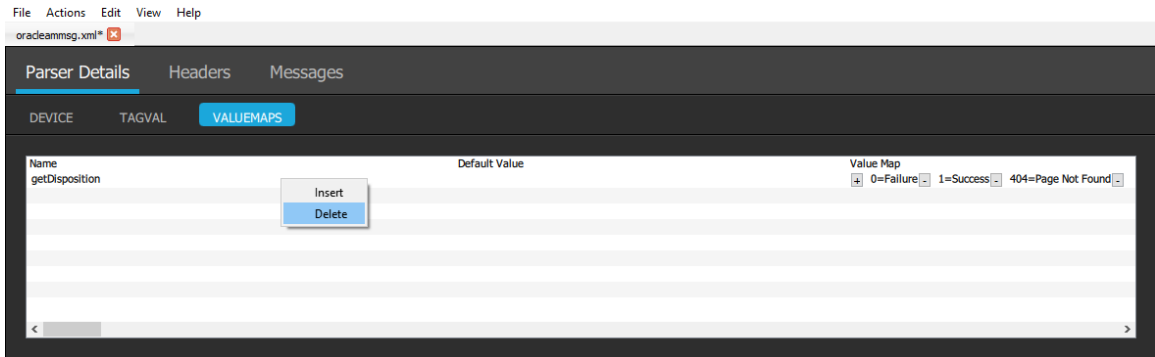 File Actions Edit View Help
oracleammsg.xml*
Parser Details Headers Messages
DEVICE TAGVAL VALUEMAPS
Name Default Value Value Map
getDisposition + 0=Failure - 1=Success - 404=Page Not Found -
Insert
Delete